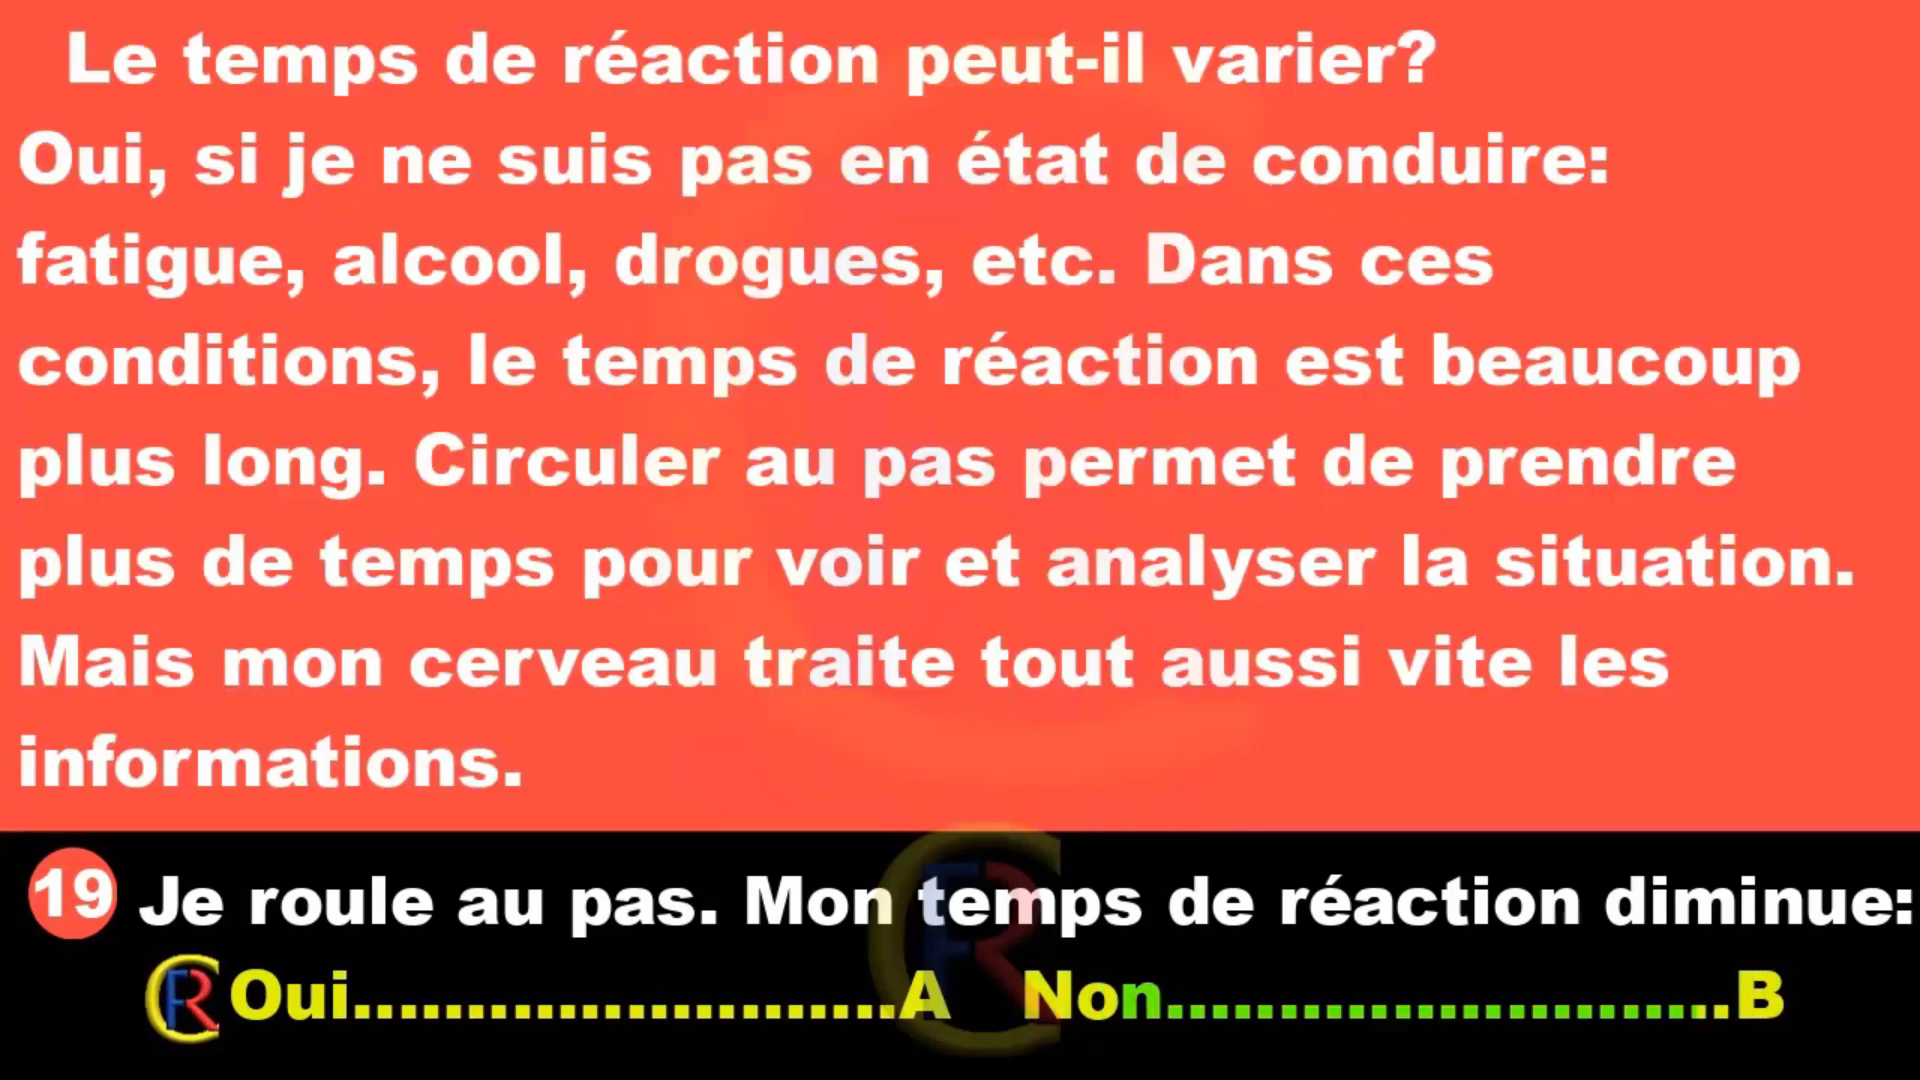 Le temps de réaction peut-il varier?
Oui, si je ne suis pas en état de conduire:
fatigue, alcool, drogues, etc. Dans ces
conditions, le temps de réaction est beaucoup
plus long. Circuler au pas permet de prendre
plus de temps pour voir et analyser la situation.
Mais mon cerveau traite tout aussi vite les
informations.
19 Je roule au pas. Mon temps de réaction diminue:
CFR Oui........................A Non.........................B